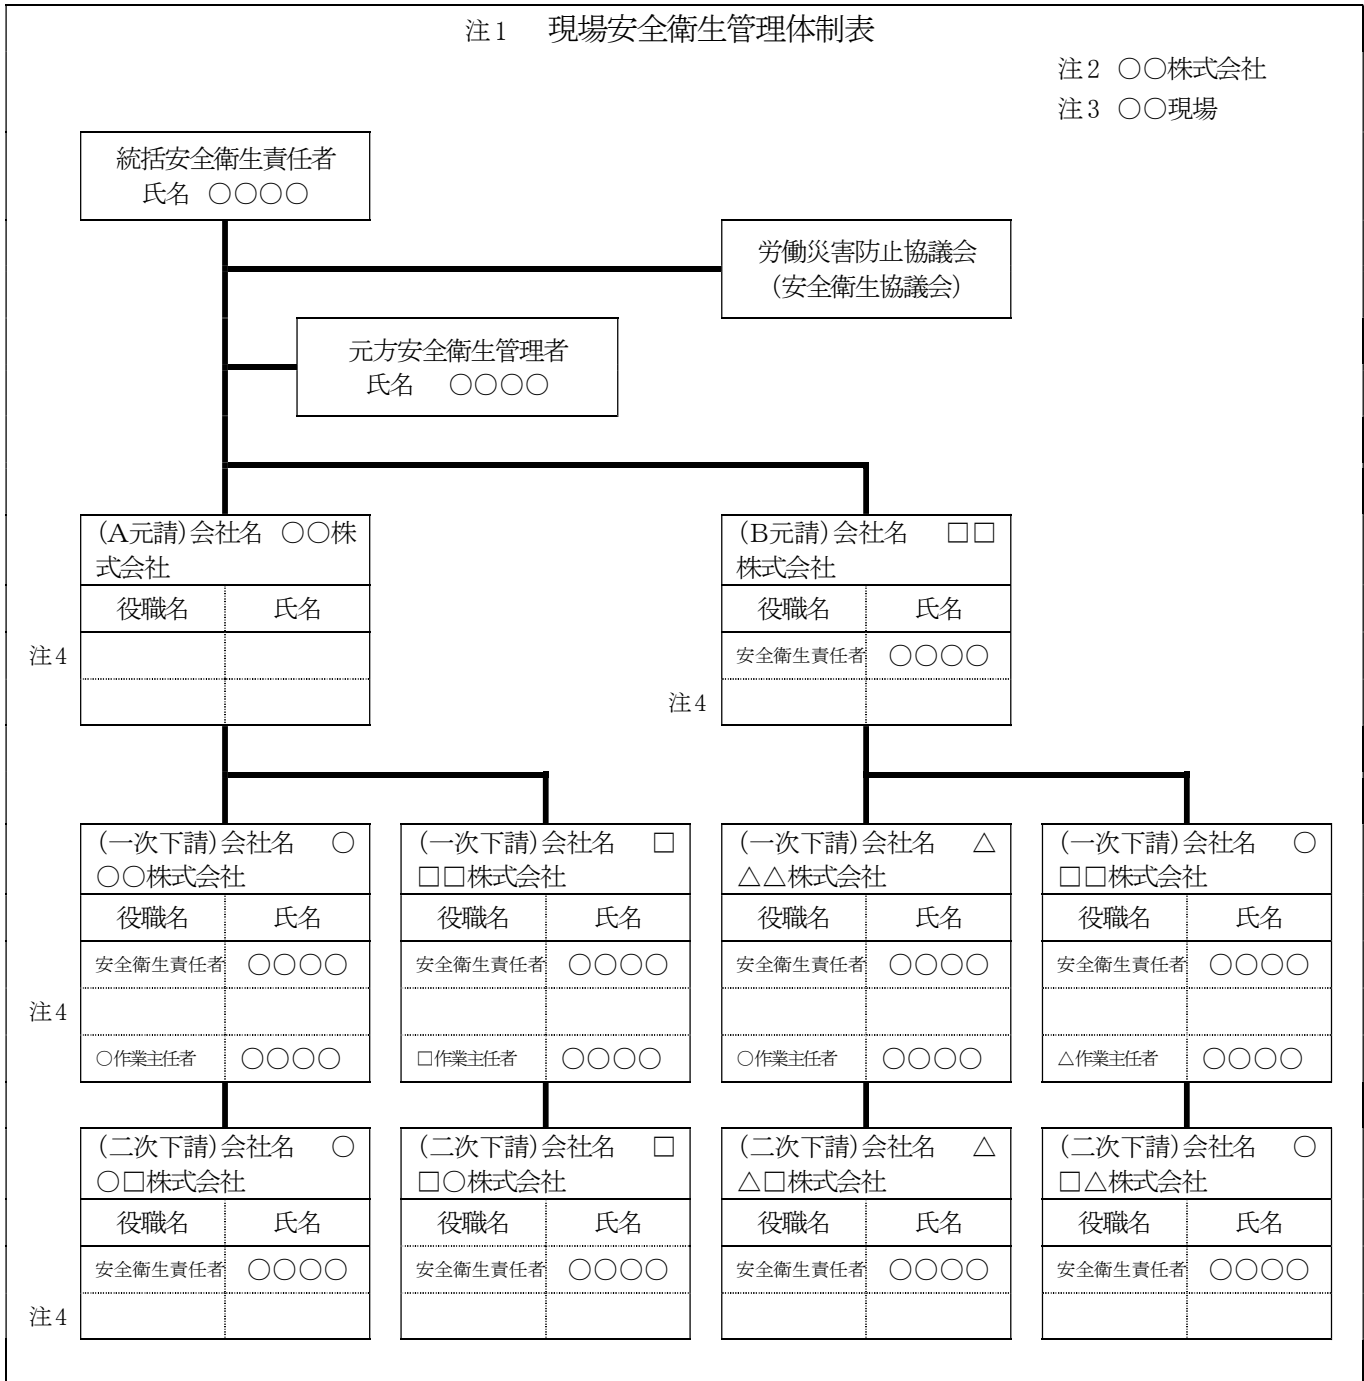 注1 現場安全衛生管理体制表
注2 ○○株式会社
注3 ○○現場
統括安全衛生責任者
氏名 ○○○○
労働災害防止協議会
（安全衛生協議会）
元方安全衛生管理者
氏名 ○○○○
（A元請）会社名 ○○株
式会社
役職名 氏名
注4
（B元請）会社名 □□
株式会社
役職名 氏名
安全衛生責任者 ○○○○
注4
（一次下請）会社名 ○
○○株式会社
役職名 氏名
安全衛生責任者 ○○○○
注4
○作業主任者 ○○○○
（一次下請）会社名 □
□□株式会社
役職名 氏名
安全衛生責任者 ○○○○
□作業主任者 ○○○○
（一次下請）会社名 △
△△株式会社
役職名 氏名
安全衛生責任者 ○○○○
○作業主任者 ○○○○
（一次下請）会社名 ○
□□株式会社
役職名 氏名
安全衛生責任者 ○○○○
△作業主任者 ○○○○
（二次下請）会社名 ○
○□株式会社
役職名 氏名
安全衛生責任者 ○○○○
注4
（二次下請）会社名 □
□○株式会社
役職名 氏名
安全衛生責任者 ○○○○
（二次下請）会社名 △
△□株式会社
役職名 氏名
安全衛生責任者 ○○○○
（二次下請）会社名 ○
□△株式会社
役職名 氏名
安全衛生責任者 ○○○○